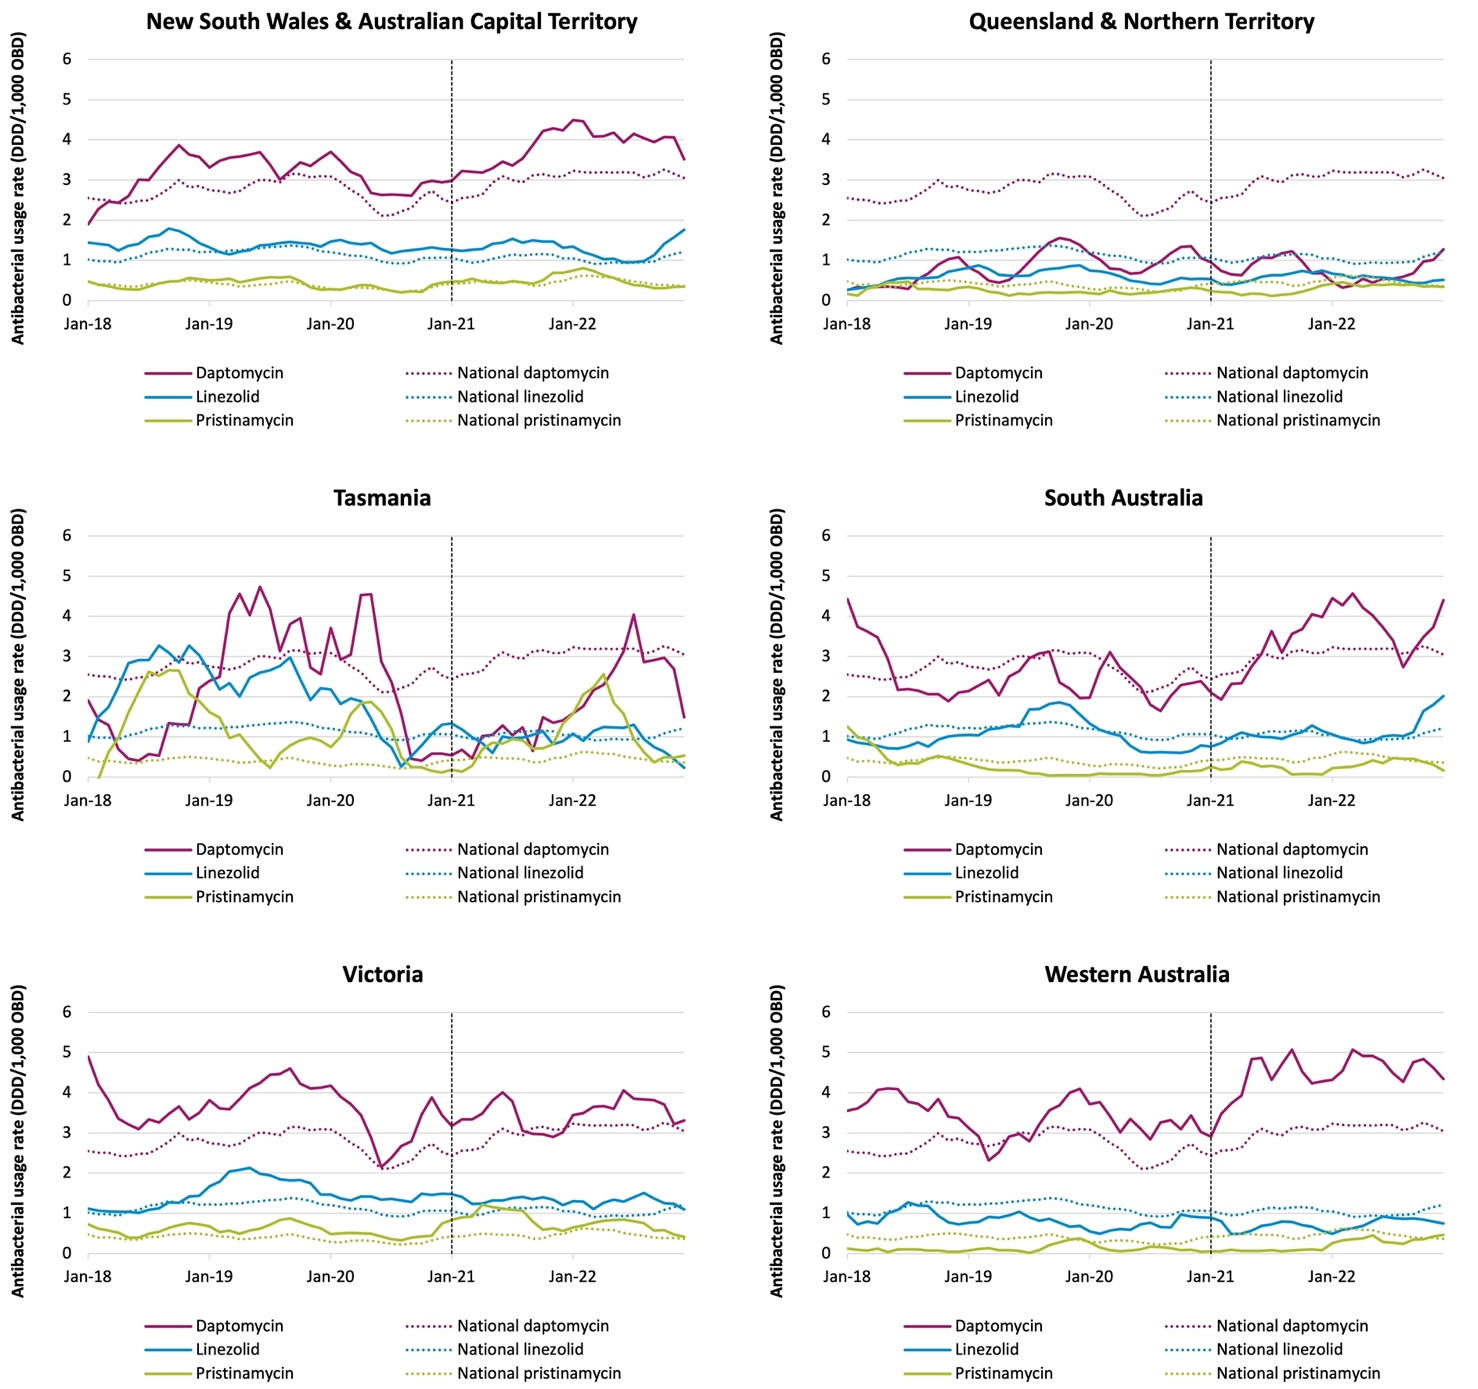 New South Wales & Australian Capital Territory
Antibacterial usage rate (DDD/1,000 OBD)
6
5
4
3
2
1
0
Jan-18 Jan-19 Jan-20 Jan-21 Jan-22
Daptomycin National daptomycin
Linezolid National linezolid
Pristinamycin National pristinamycin
Queensland & Northern Territory
Antibacterial usage rate (DDD/1,000 OBD)
6
5
4
3
2
1
0
Jan-18 Jan-19 Jan-20 Jan-21 Jan-22
Daptomycin National daptomycin
Linezolid National linezolid
Pristinamycin National pristinamycin
Tasmania
Antibacterial usage rate (DDD/1,000 OBD)
6
5
4
3
2
1
0
Jan-18 Jan-19 Jan-20 Jan-21 Jan-22
Daptomycin National daptomycin
Linezolid National linezolid
Pristinamycin National pristinamycin
South Australia
Antibacterial usage rate (DDD/1,000 OBD)
6
5
4
3
2
1
0
Jan-18 Jan-19 Jan-20 Jan-21 Jan-22
Daptomycin National daptomycin
Linezolid National linezolid
Pristinamycin National pristinamycin
Victoria
Antibacterial usage rate (DDD/1,000 OBD)
6
5
4
3
2
1
0
Jan-18 Jan-19 Jan-20 Jan-21 Jan-22
Daptomycin National daptomycin
Linezolid National linezolid
Pristinamycin National pristinamycin
Western Australia
Antibacterial usage rate (DDD/1,000 OBD)
6
5
4
3
2
1
0
Jan-18 Jan-19 Jan-20 Jan-21 Jan-22
Daptomycin National daptomycin
Linezolid National linezolid
Pristinamycin National pristinamycin